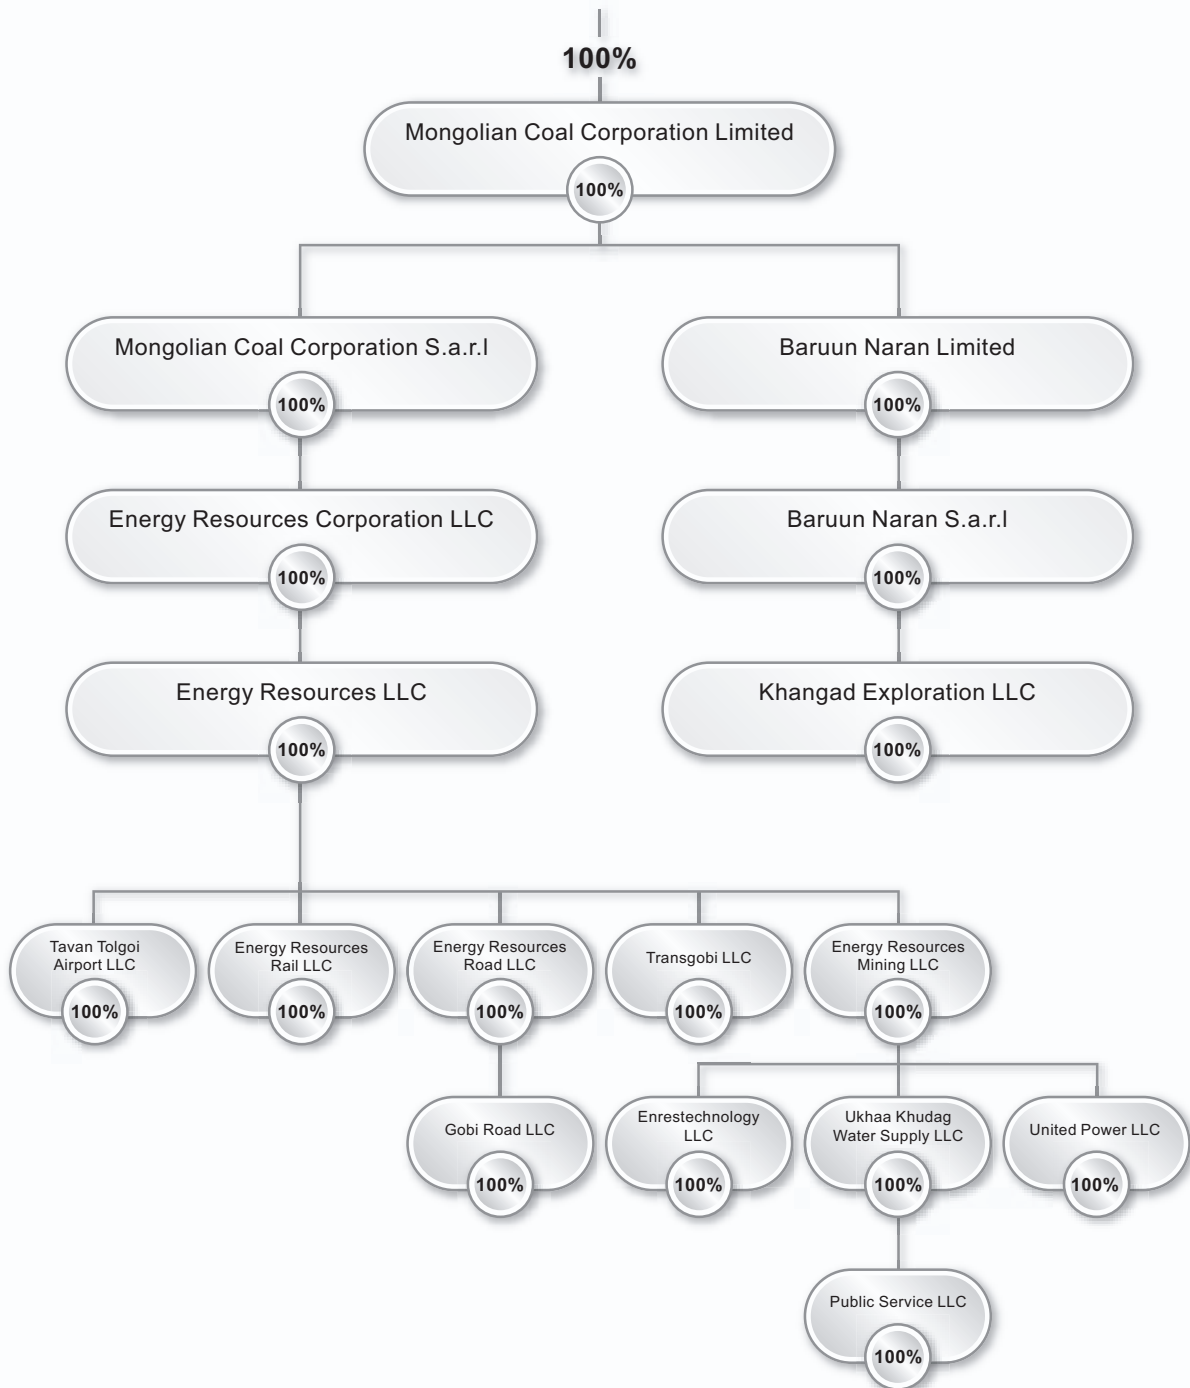 100%
Mongolian Coal Corporation Limited
100%
Mongolian Coal Corporation S.a.r.l
100%
Baruun Naran Limited
100%
Energy Resources Corporation LLC
100%
Baruun Naran S.a.r.l
100%
Energy Resources LLC
100%
Khangad Exploration LLC
100%
Tavan Tolgoi
Airport LLC
100%
Energy Resources
Rail LLC
100%
Energy Resources
Road LLC
100%
Transgobi LLC
100%
Energy Resources
Mining LLC
100%
Gobi Road LLC
100%
Enrestechnology
LLC
100%
Ukhaa Khudag
Water Supply LLC
100%
United Power LLC
100%
Public Service LLC
100%